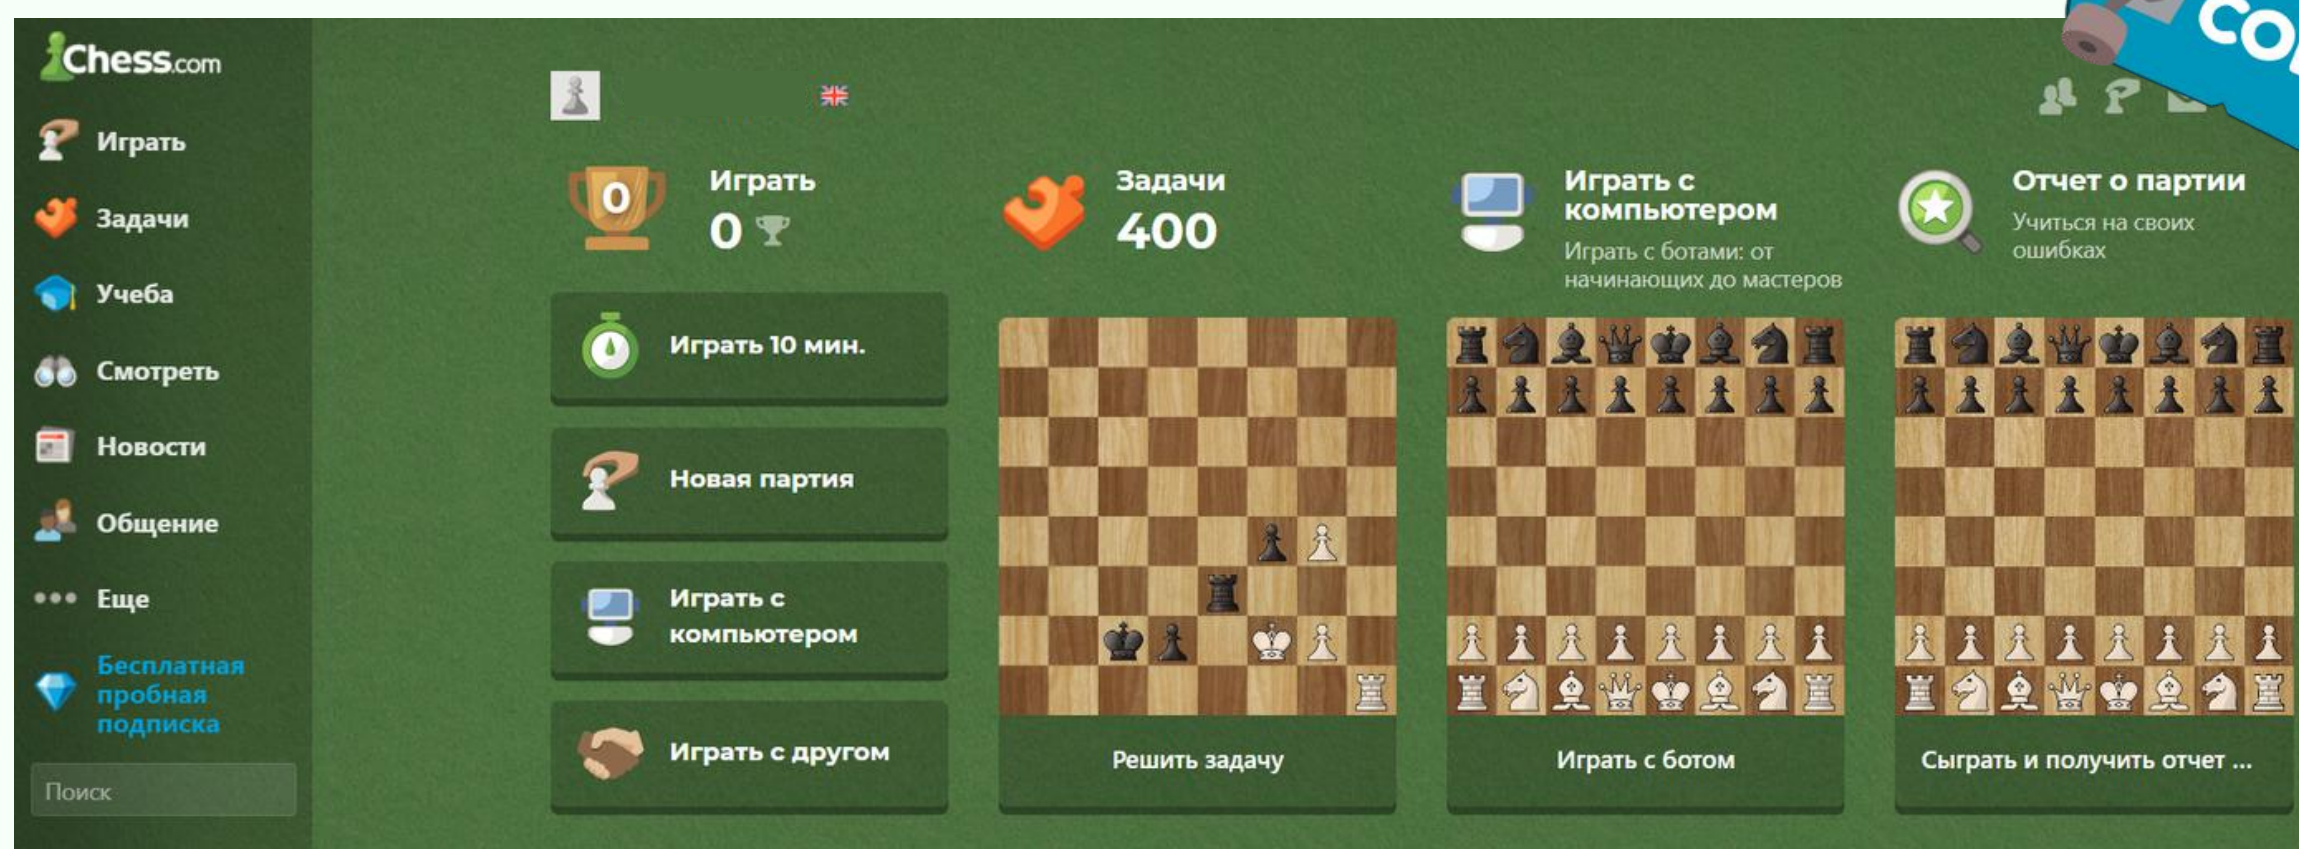 Chess.com
Играть
Задачи
Учеба
Смотреть
Новости
Общение
Еще
Бесплатная
пробная
подписка
Поиск
0
Играть
0
Играть 10 мин.
Новая партия
Играть с
компьютером
Играть с другом
Задачи
400
Решить задачу
Играть с
компьютером
Играть с ботами: от
начинающих до мастеров
Играть с ботом
Отчет о партии
Учиться на своих
ошибках
Сыграть и получить отчет ...